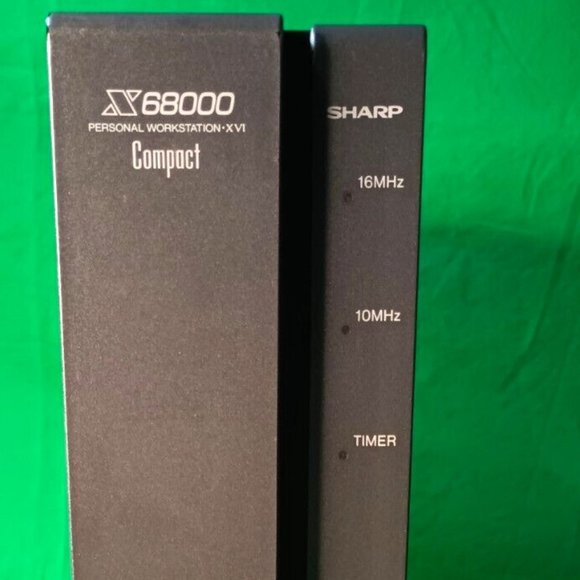 X68000
PERSONAL WORKSTATION·XVI
Compact
SHARP
16MHz
10MHz
TIMER